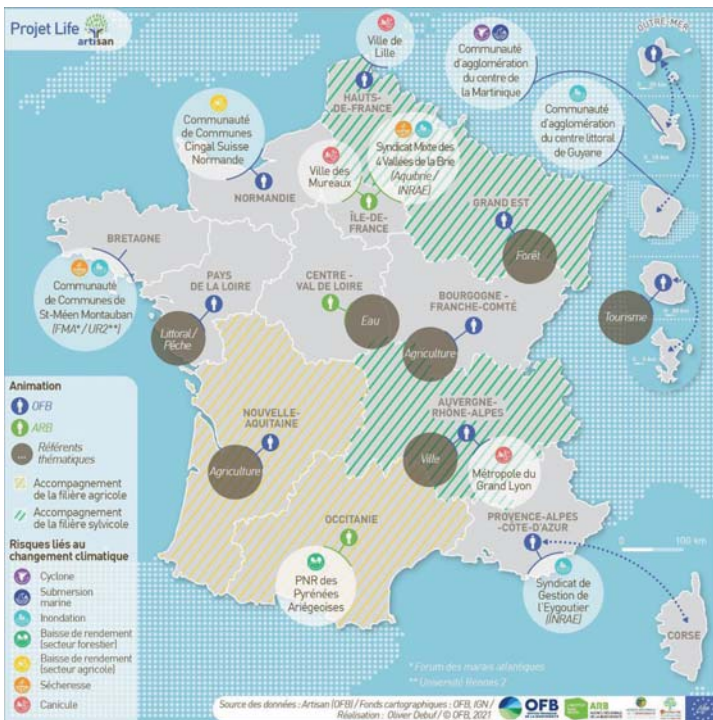 Projet Life
artisan
Ville de
Lille
Communauté
d'agglomération
du centre de
la Martinique
OUTRE-MER
HAUTS-
DE-FRANCE
Communauté
d'agglomération
du centre littoral
de Guyane
Communauté
de Communes
Cingal Suisse
Normande
Ville des
Mureaux
Syndicat Mixte des
4 Vallées de la Brie
(Aquibrie /
INRAE)
NORMANDIE
ÎLE-DE-
FRANCE
GRAND EST
Forêt
BRETAGNE
Communauté
de Communes de
St-Méen Montauban
(FMA* / UR2**)
PAYS
DE LA LOIRE
Littoral/
Pêche
CENTRE -
VAL DE LOIRE
Eau
BOURGOGNE -
FRANCHE-COMTÉ
Agriculture
Tourisme
NOUVELLE-
AQUITAINE
Agriculture
AUVERGNE-
RHÔNE-ALPES
Ville
Métropole du
Grand Lyon
OCCITANIE
PNR des
Pyrénées
Ariégeoises
PROVENCE-ALPES
-CÔTE-D'AZUR
Syndicat de
Gestion de
l'Eygoutier
(INRAE)
0 100 km
CORSE
Animation
OFB
ARB
... Référents
thématiques
Accompagnement
de la filière agricole
Accompagnement
de la filière sylvicole
Risques liés au
changement climatique
Cyclone
Submersion
marine
Inondation
Baisse de rendement
(secteur forestier)
Baisse de rendement
(secteur agricole)
Sécheresse
Canicule
* Forum des marais atlantiques
** Université Rennes 2
Source des données : Artisan (OFB) / Fonds cartographiques : OFB, IGN /
Réalisation : Olivier Debuf / © OFB, 2021
OFB
ARB